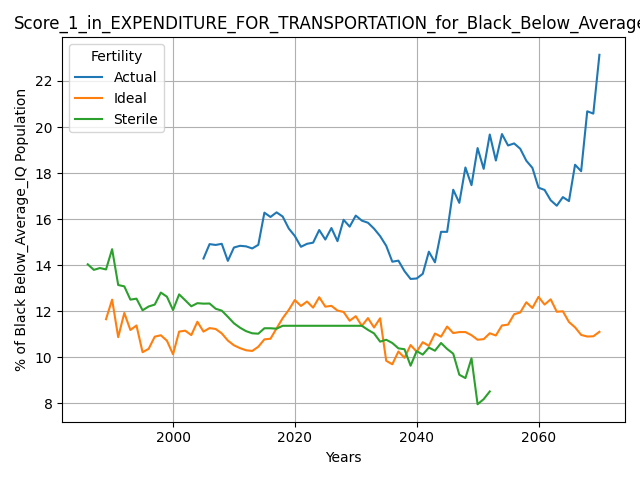 Score_1_in_EXPENDITURE_FOR_TRANSPORTATION_for_Black_Below_Average
Fertility
Actual
Ideal
Sterile
% of Black Below_Average_IQ Population
22
20
18
16
14
12
10
8
2000 2020 2040 2060
Years